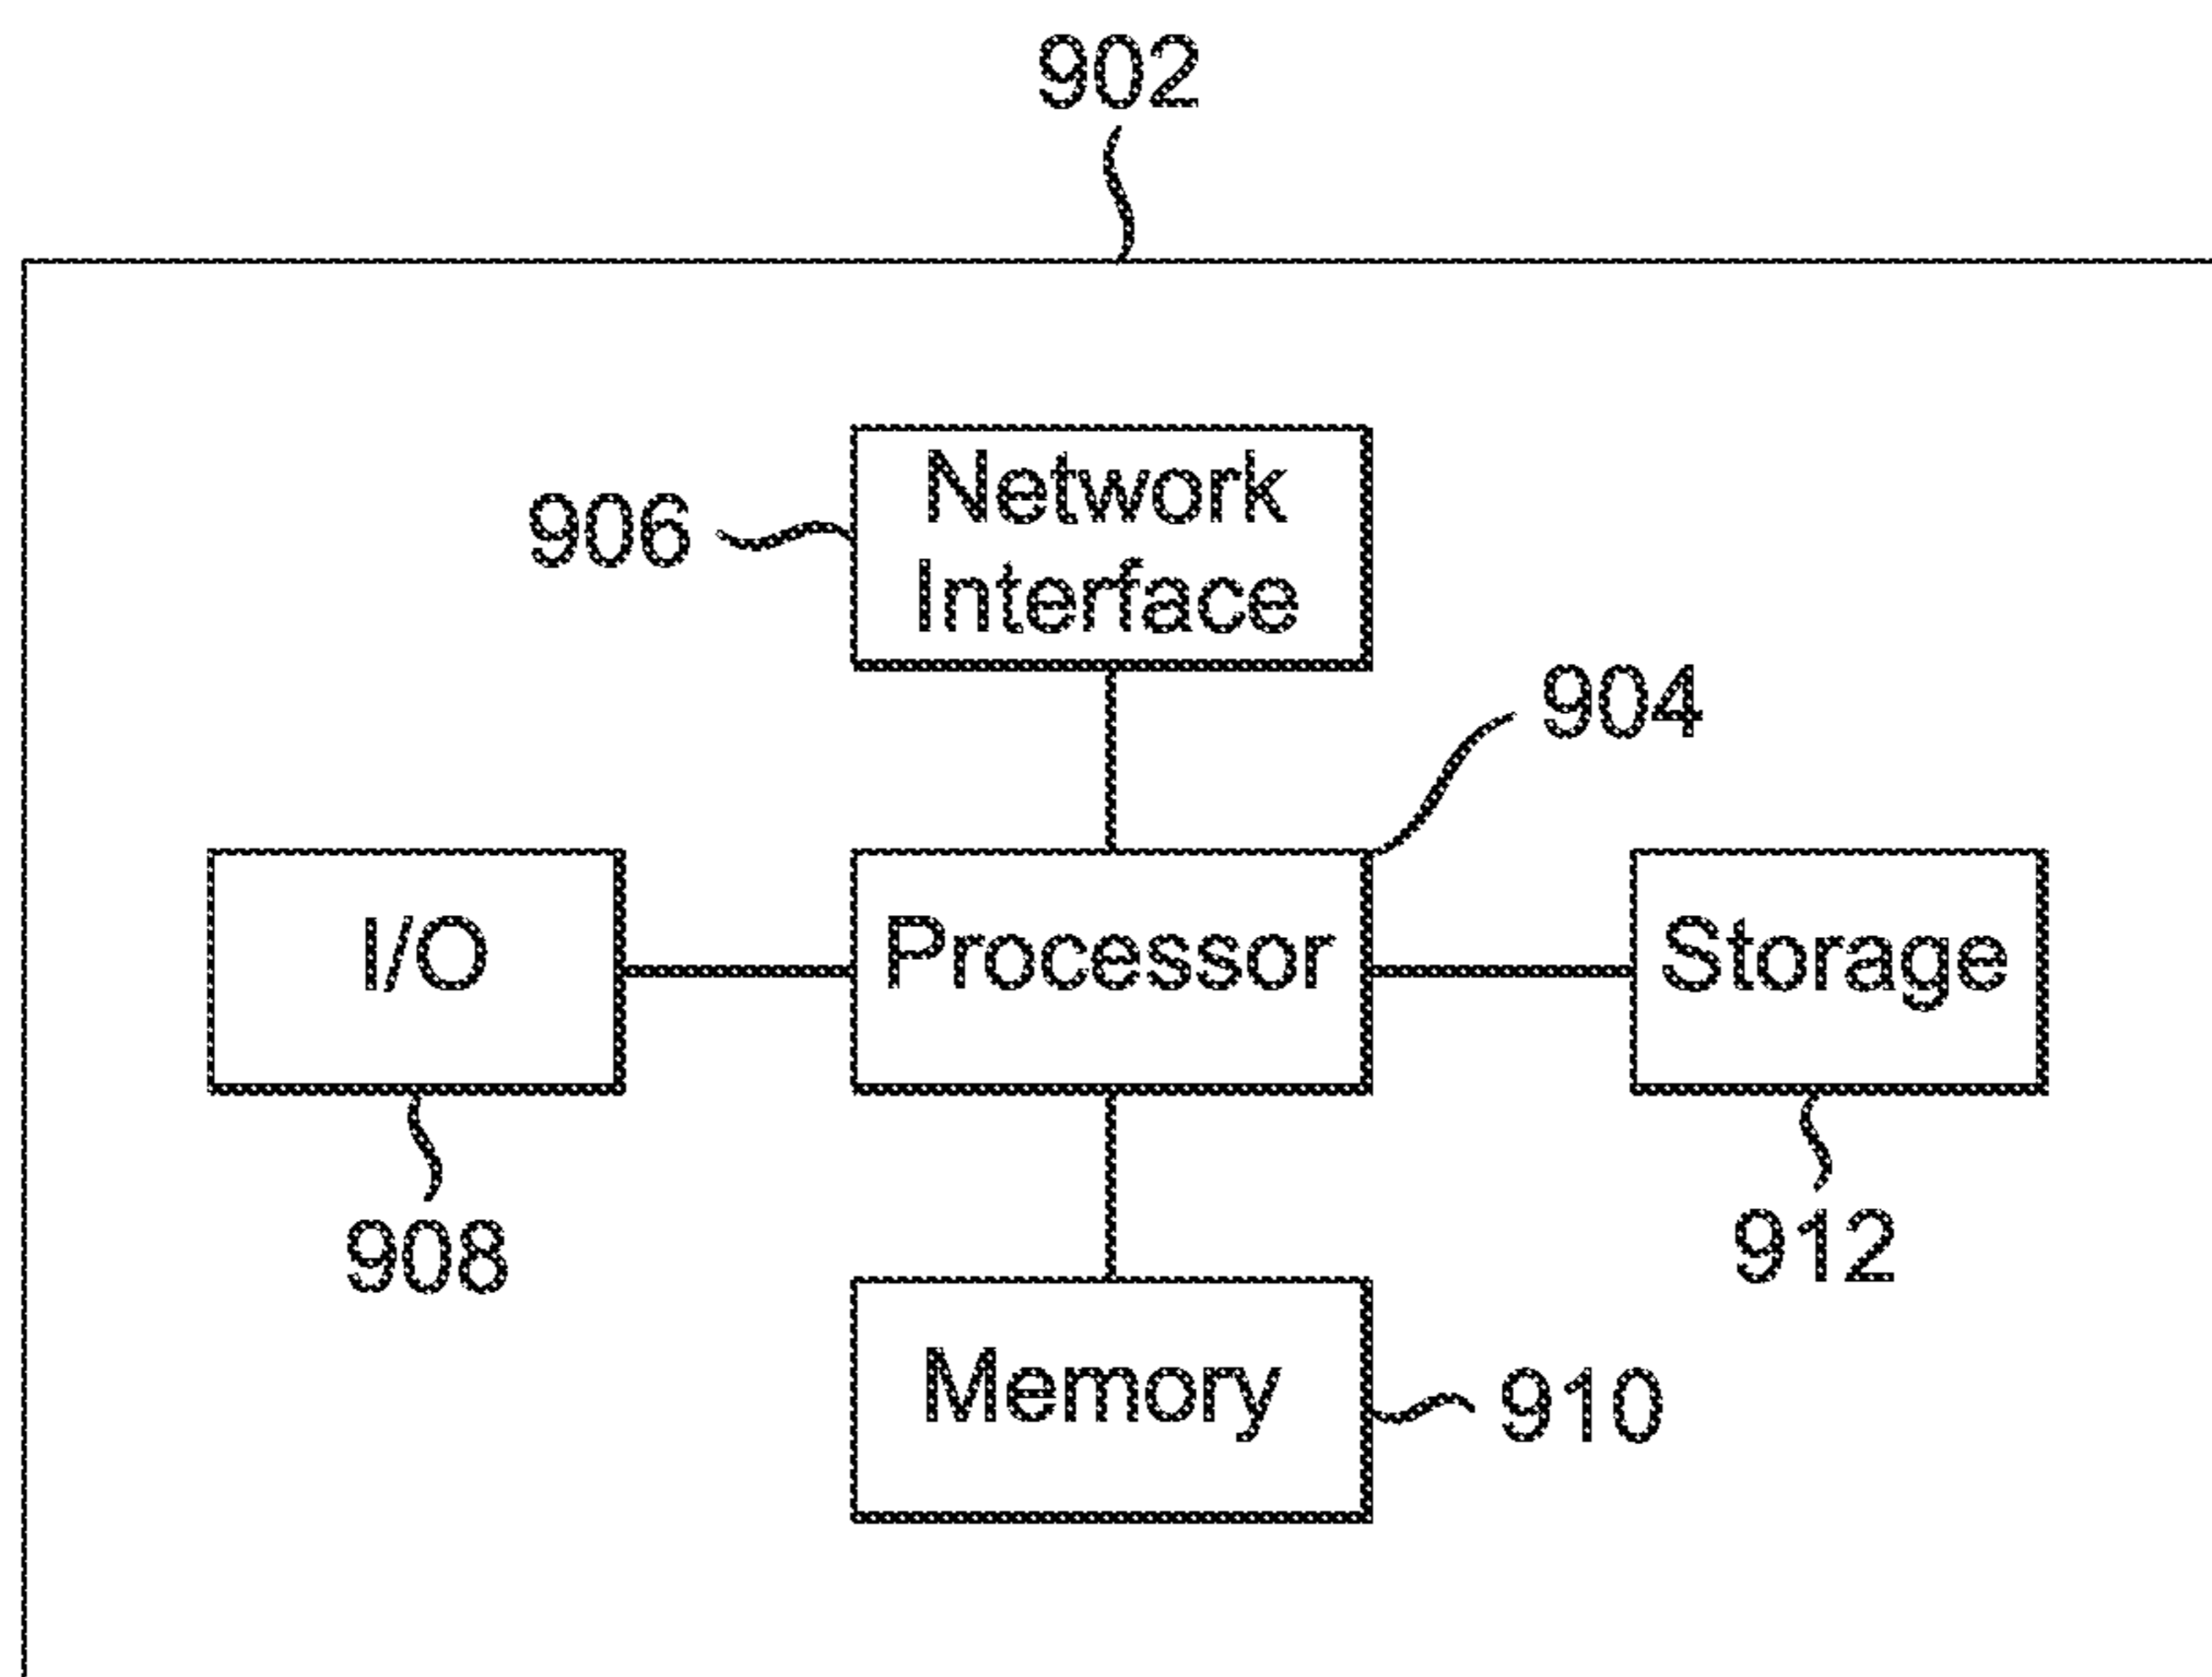 902
Network
Interface
906
904
I/O
Processor
Storage
908
912
Memory
910